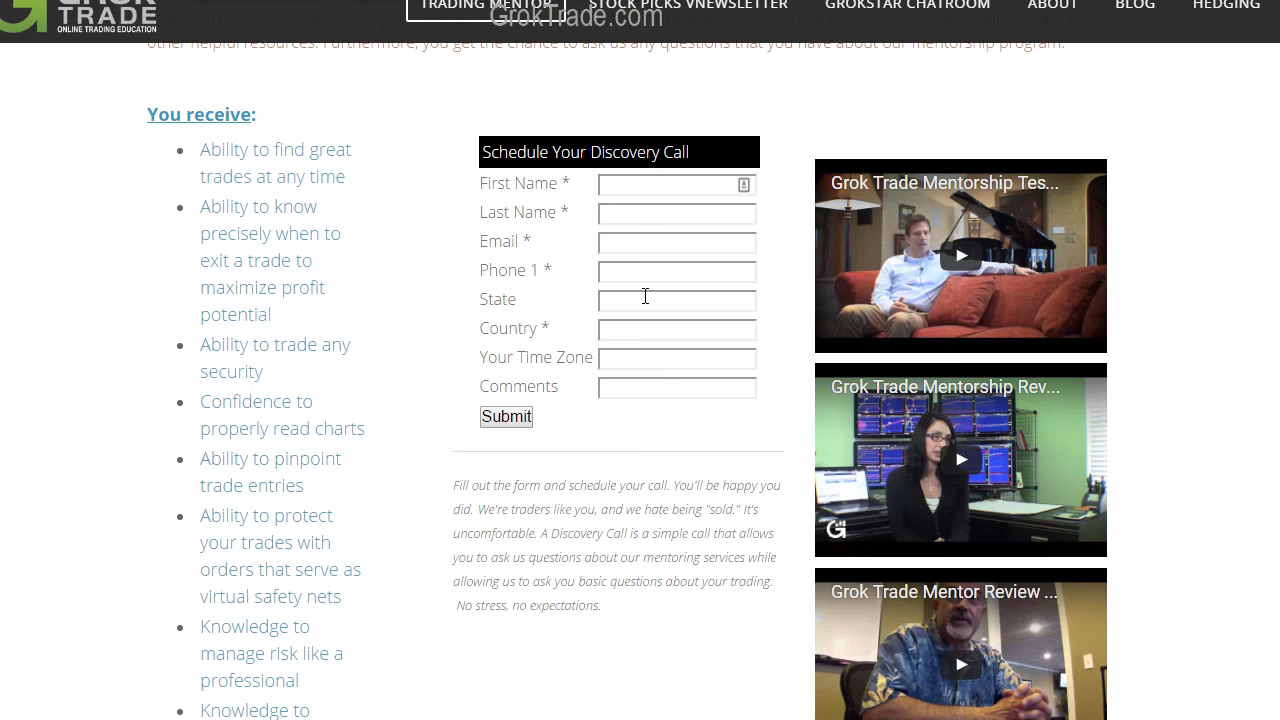 TRADE
ONLINE TRADING EDUCATION
TRADING MENTOR
STOCK PICKS \NEWSLETTER
GROKSTAR CHATROOM
ABOUT
BLOG
HEDGING
GrokTrade.com
other helpful resources. Furthermore, you get the chance to ask us any questions that you have about our mentorship program.
You receive:
Ability to find great
trades at any time
Ability to know
precisely when to
exit a trade to
maximize profit
potential
Ability to trade any
security
Confidence to
properly read charts
Ability to pinpoint
trade entries
Ability to protect
your trades with
orders that serve as
virtual safety nets
Knowledge to
manage risk like a
professional
Knowledge to
Schedule Your Discovery Call
First Name *
Last Name *
Email *
Phone 1 *
State
Country *
Your Time Zone
Comments
Submit
Fill out the form and schedule your call. You'll be happy you
did. We're traders like you, and we hate being "sold." It's
uncomfortable. A Discovery Call is a simple call that allows
you to ask us questions about our mentoring services while
allowing us to ask you basic questions about your trading.
No stress, no expectations.
Grok Trade Mentorship Tes...
Grok Trade Mentorship Rev...
Grok Trade Mentor Review ...